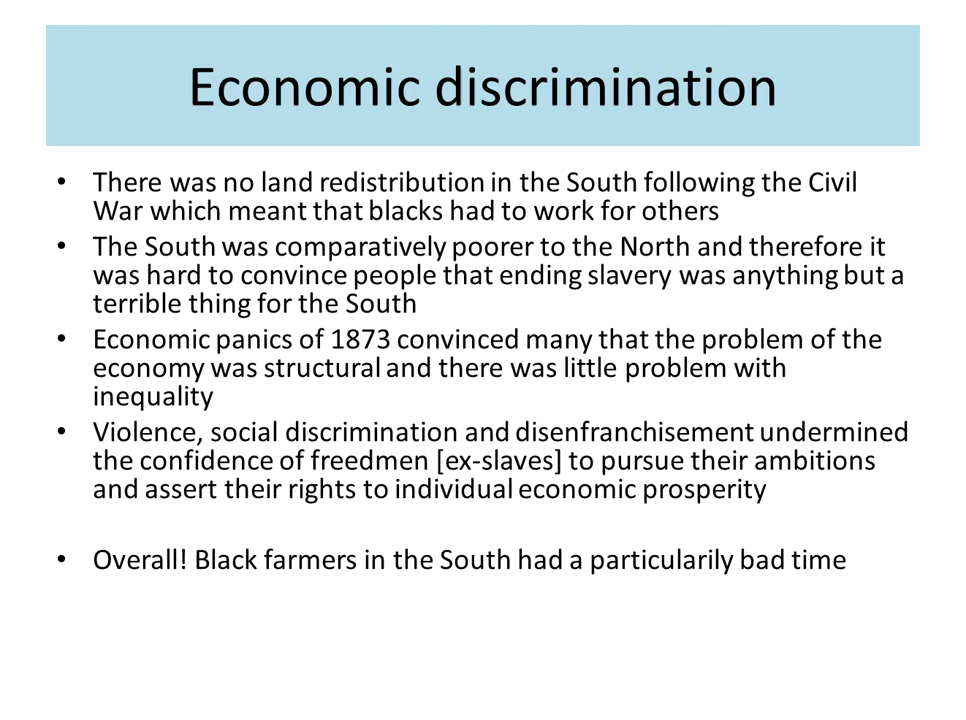 Economic discrimination
• There was no land redistribution in the South following the Civil
War which meant that blacks had to work for others
• The South was comparatively poorer to the North and therefore it
was hard to convince people that ending slavery was anything but a
terrible thing for the South
• Economic panics of 1873 convinced many that the problem of the
economy was structural and there was little problem with
inequality
• Violence, social discrimination and disenfranchisement undermined
the confidence of freedmen [ex-slaves] to pursue their ambitions
and assert their rights to individual economic prosperity
• Overall! Black farmers in the South had a particularily bad time